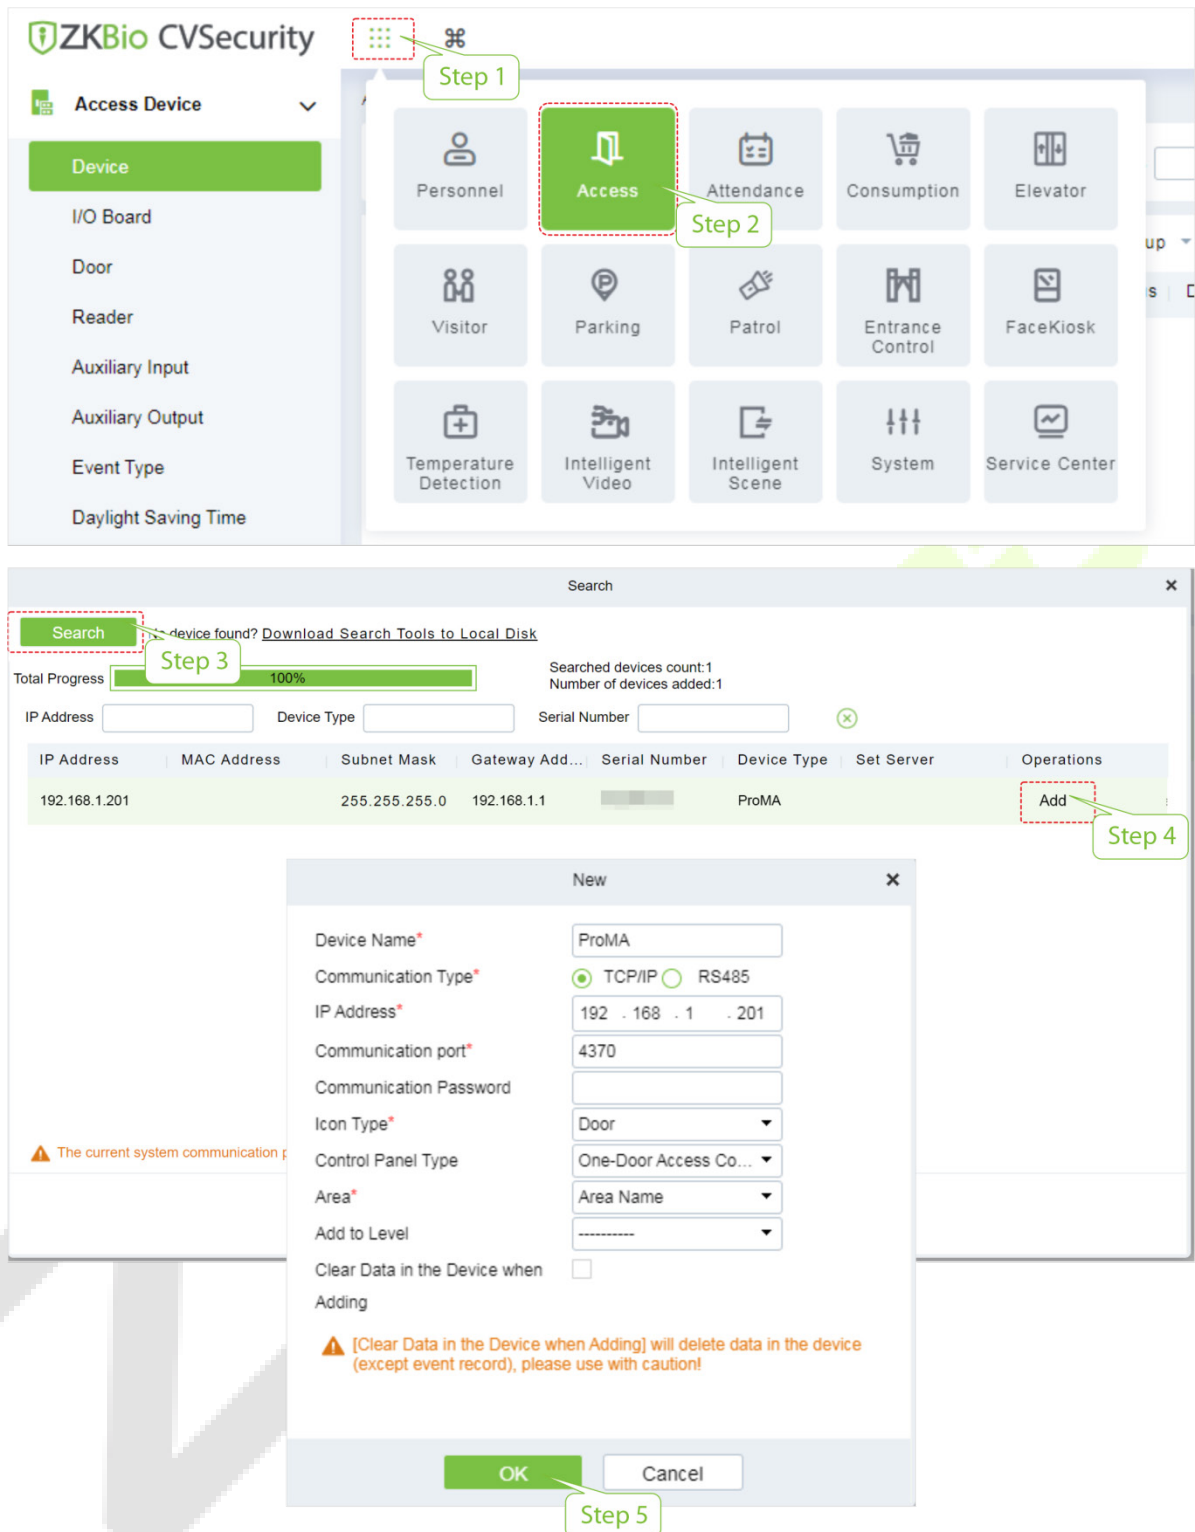 ZKBio CVSecurity
Step 1
Access Device
Device
I/O Board
Door
Reader
Auxiliary Input
Auxiliary Output
Event Type
Daylight Saving Time
Personnel
Access
Attendance
Consumption
Elevator
Step 2
Visitor
Parking
Patrol
Entrance
Control
FaceKiosk
Temperature
Detection
Intelligent
Video
Intelligent
Scene
System
Service Center
up
Search
Search
device found? Download Search Tools to Local Disk
Step 3
Total Progress 100%
Searched devices count:1
Number of devices added:1
IP Address Device Type Serial Number
IP Address MAC Address Subnet Mask Gateway Add... Serial Number Device Type Set Server Operations
192.168.1.201 255.255.255.0 192.168.1.1 ProMA Add
Step 4
The current system communication p
New
Device Name* ProMA
Communication Type* TCP/IP RS485
IP Address* 192 . 168 . 1 . 201
Communication port* 4370
Communication Password
Icon Type* Door
Control Panel Type One-Door Access Co...
Area* Area Name
Add to Level ----------
Clear Data in the Device when
Adding
[Clear Data in the Device when Adding] will delete data in the device
(except event record), please use with caution!
OK Cancel
Step 5